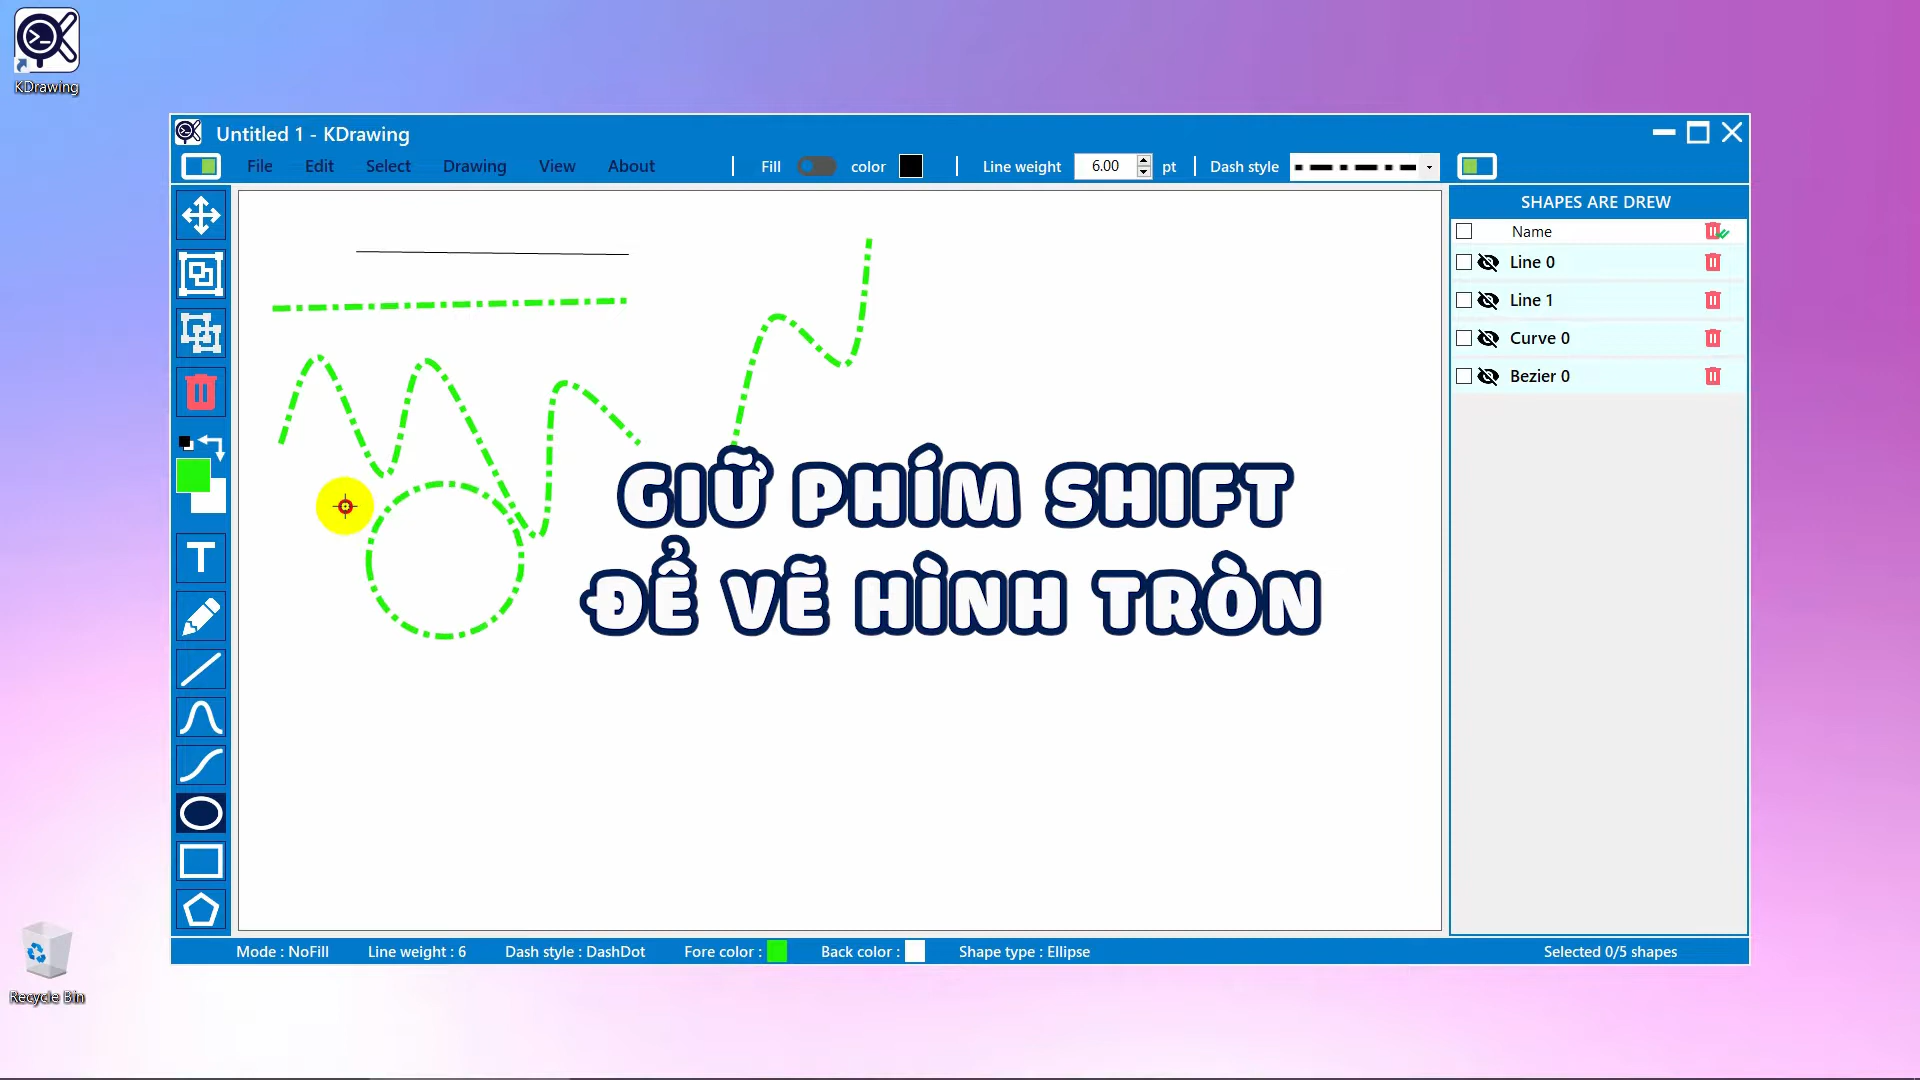 KDrawing
Untitled 1 - KDrawing
File Edit Select Drawing View About Fill color Line weight 6.00 pt Dash style
SHAPES ARE DREW
Name
Line 0
Line 1
Curve 0
Bezier 0
GIỮ PHÍM SHIFT
ĐỂ VẼ HÌNH TRÒN
T
Mode : NoFill Line weight : 6 Dash style : DashDot Fore color : Back color : Shape type : Ellipse Selected 0/5 shapes
Recycle Bin